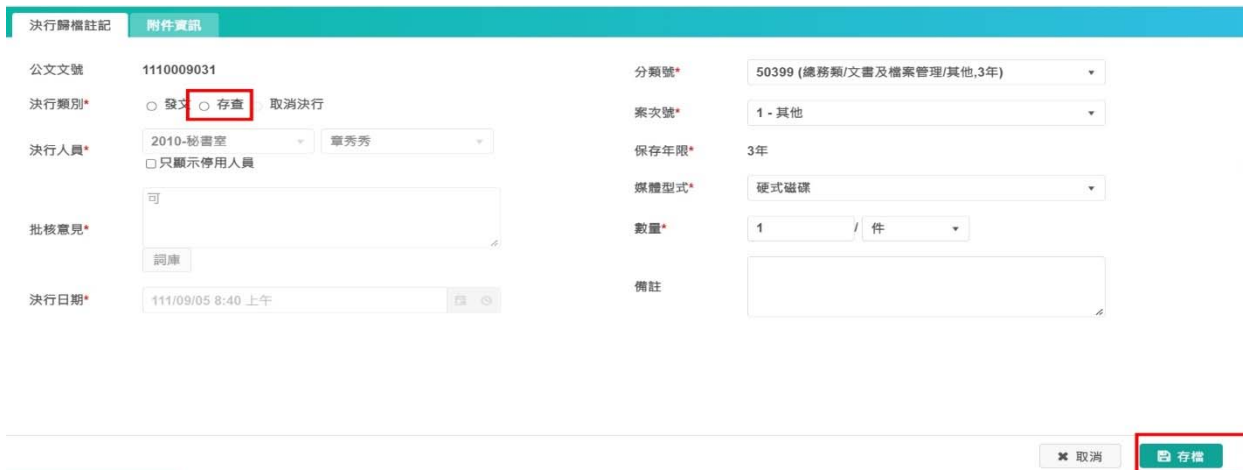 決行歸檔註記 附件資訊
公文文號 1110009031
決行類別* 發文 存查 取消決行
決行人員* 2010-秘書室 章秀秀
只顯示停用人員
批核意見* 可
詞庫
決行日期* 111/09/05 8:40 上午
分類號* 50399 (總務類/文書及檔案管理/其他,3年)
案次號* 1 - 其他
保存年限* 3年
媒體型式* 硬式磁碟
數量* 1 / 件
備註
取消 存檔